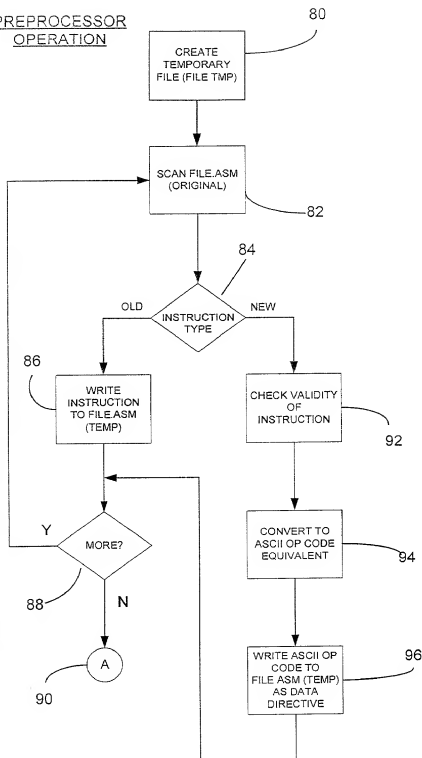 PREPROCESSOR
OPERATION
80
CREATE
TEMPORARY
FILE (FILE TMP)
SCAN FILE.ASM
(ORIGINAL)
82
84
OLD
INSTRUCTION
TYPE
NEW
86
WRITE
INSTRUCTION
TO FILE.ASM
(TEMP)
CHECK VALIDITY
OF
INSTRUCTION
92
Y
MORE?
88
N
CONVERT TO
ASCII OP CODE
EQUIVALENT
94
A
90
WRITE ASCII OP
CODE TO
FILE ASM (TEMP)
AS DATA
DIRECTIVE
96